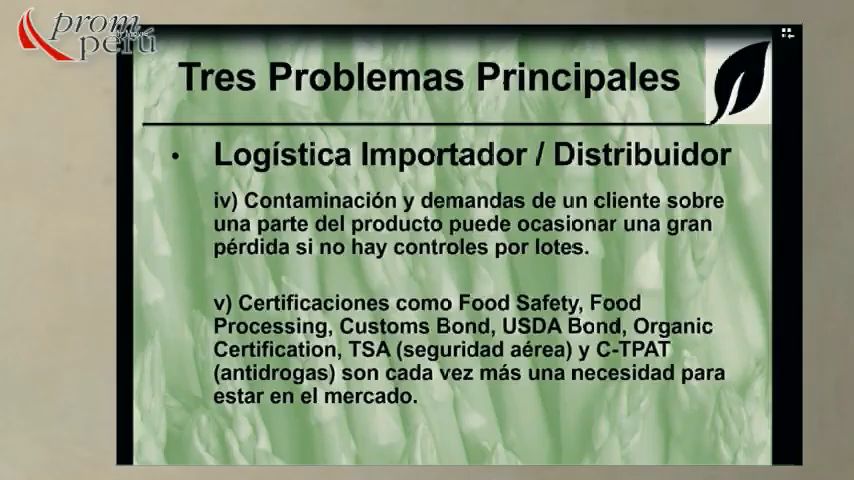 prom
perú
Tres Problemas Principales
• Logística Importador / Distribuidor
iv) Contaminación y demandas de un cliente sobre
una parte del producto puede ocasionar una gran
pérdida si no hay controles por lotes.
v) Certificaciones como Food Safety, Food
Processing, Customs Bond, USDA Bond, Organic
Certification, TSA (seguridad aérea) y C-TPAT
(antidrogas) son cada vez más una necesidad para
estar en el mercado.